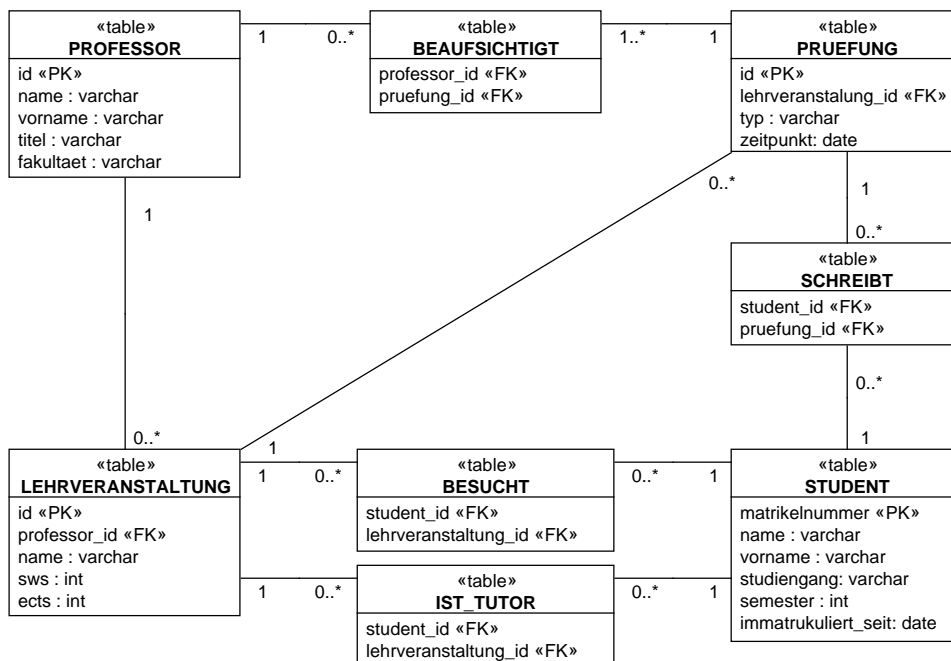 «table»
PROFESSOR
id «PK»
name : varchar
vorname : varchar
titel : varchar
fakultaet : varchar
1
0..*
«table»
BEAUFSICHTIGT
professor_id «FK»
pruefung_id «FK»
1..*
1
«table»
PRUEFUNG
id «PK»
lehrveranstalung_id «FK»
typ : varchar
zeitpunkt: date
1
0..*
1
0..*
«table»
SCHREIBT
student_id «FK»
pruefung_id «FK»
0..*
1
0..*
1
«table»
LEHRVERANSTALTUNG
id «PK»
professor_id «FK»
name : varchar
sws : int
ects : int
1
0..*
«table»
BESUCHT
student_id «FK»
lehrveranstaltung_id «FK»
0..*
1
1
0..*
«table»
IST_TUTOR
student_id «FK»
lehrveranstaltung_id «FK»
0..*
1
«table»
STUDENT
matrikelnummer «PK»
name : varchar
vorname : varchar
studiengang: varchar
semester : int
immatrukuliert_seit: date